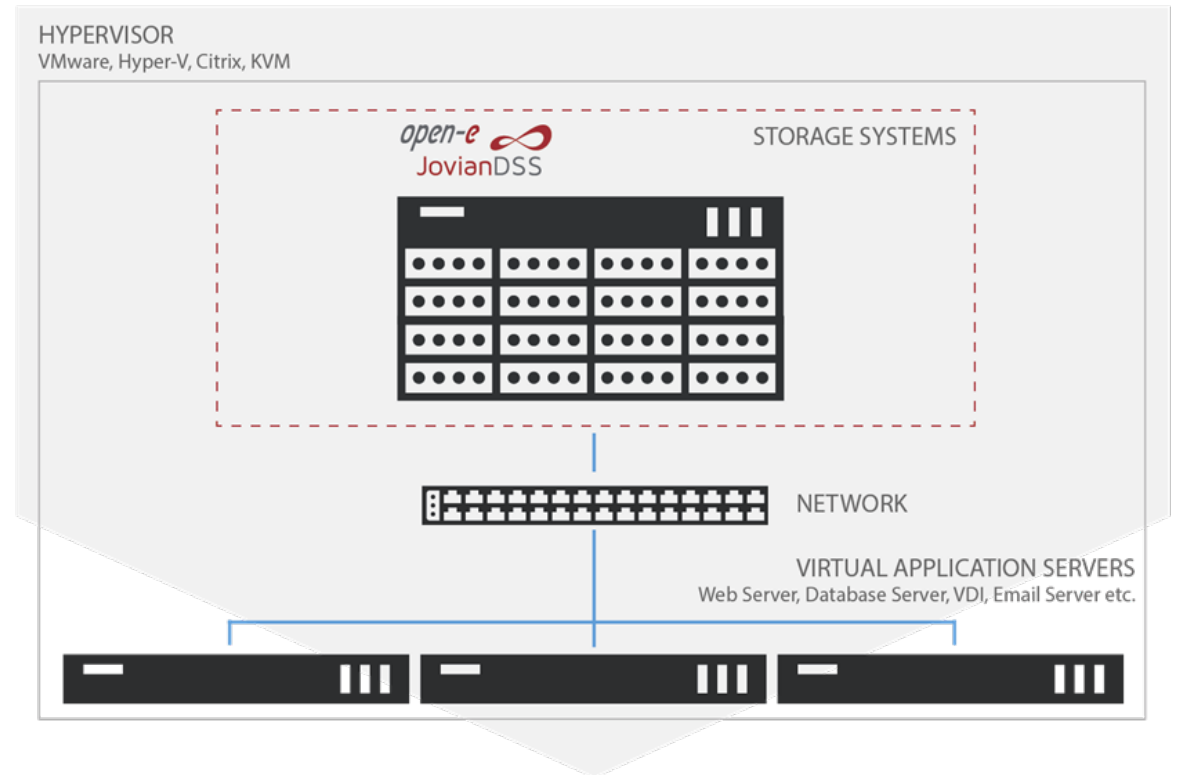 HYPERVISOR
VMware, Hyper-V, Citrix, KVM
open-e
JovianDSS
STORAGE SYSTEMS
NETWORK
VIRTUAL APPLICATION SERVERS
Web Server, Database Server, VDI, Email Server etc.